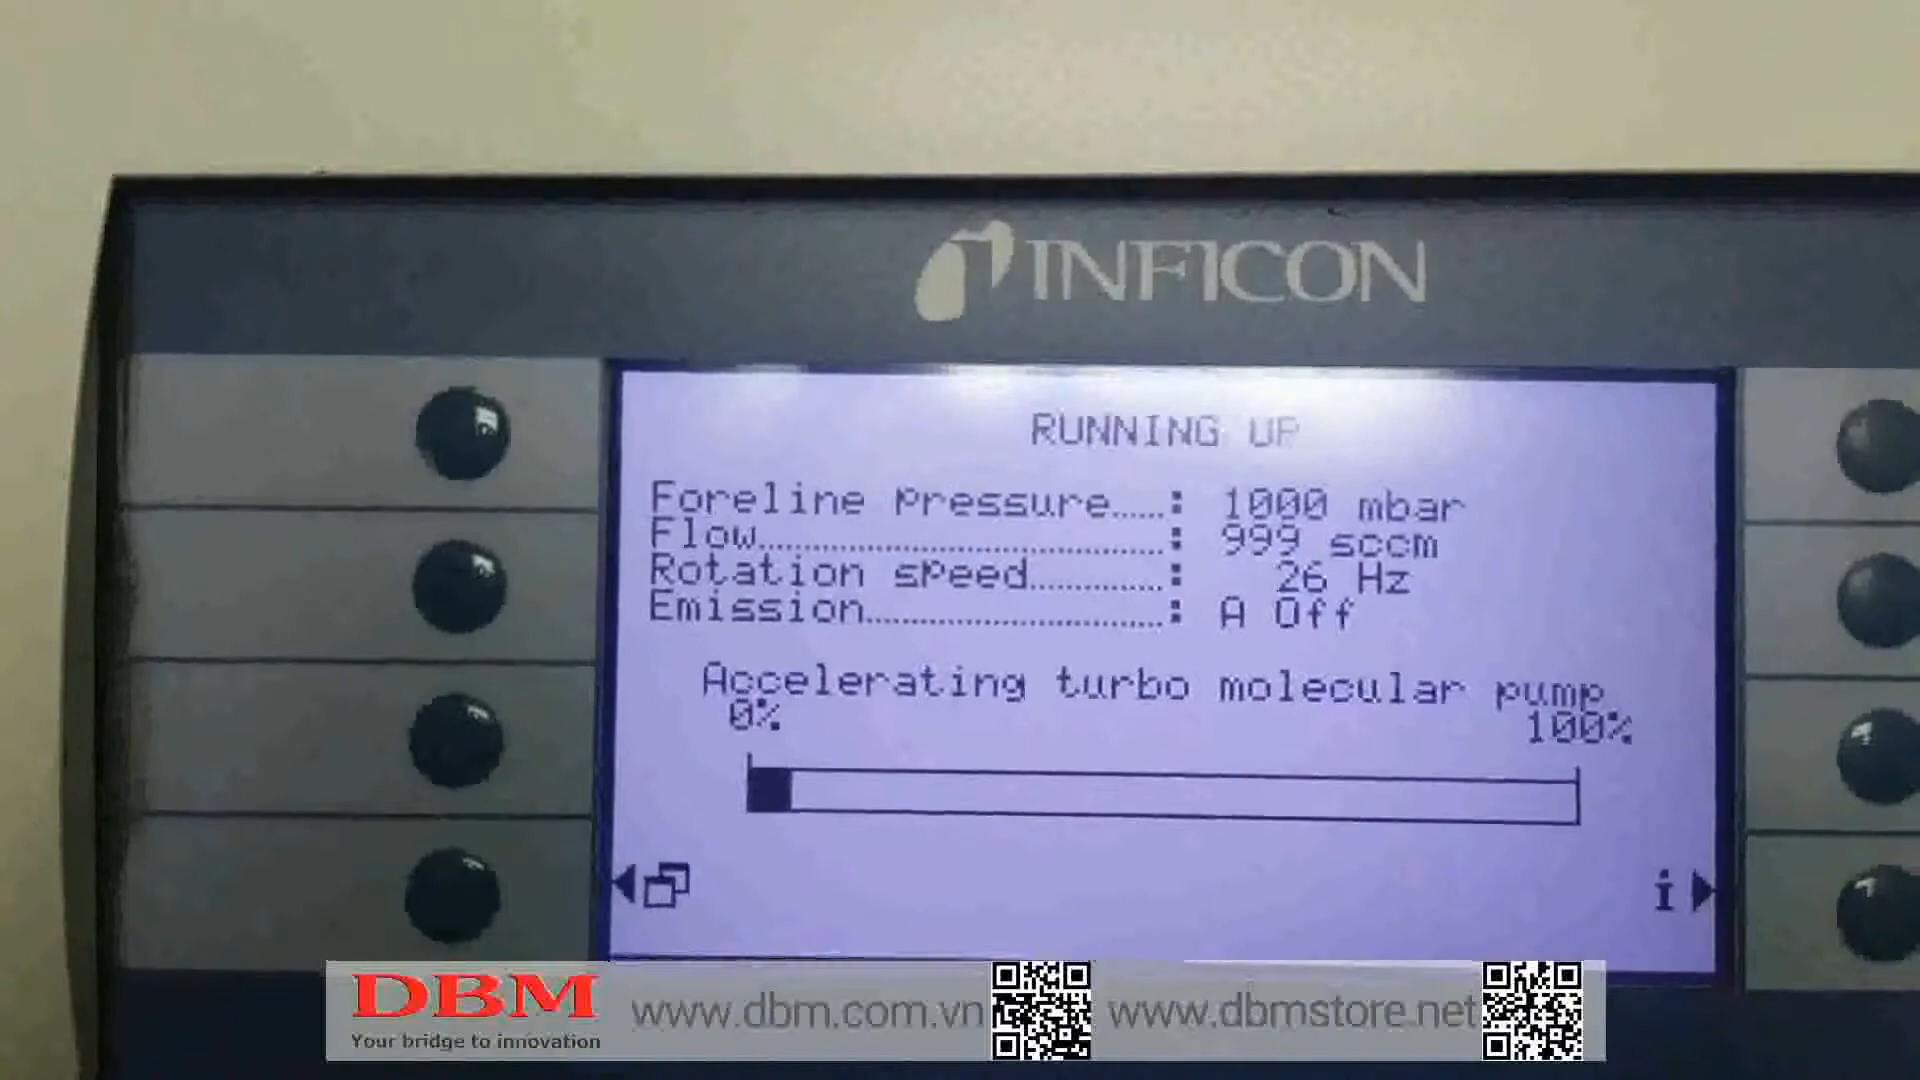 INFICON
RUNNING UP
Foreline pressure......: 1000 mbar
Flow..............................: 999 sccm
Rotation speed..........: 26 Hz
Emission......................: A Off
Accelerating turbo molecular pump
0% 100%
i
DBM
Your bridge to innovation
www.dbm.com.vn
www.dbmstore.net